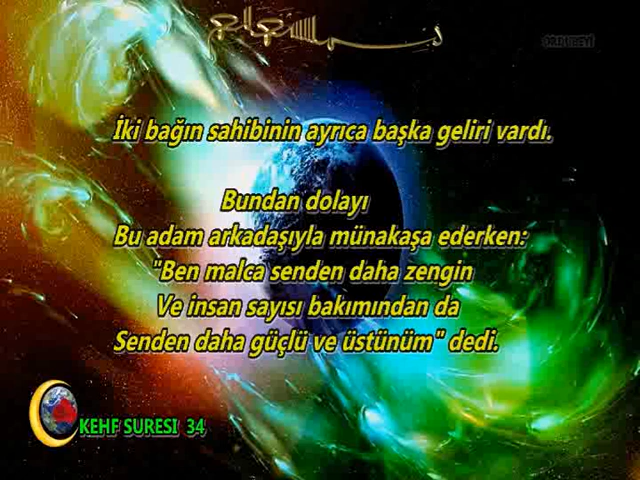 İki bağın sahibinin ayrıca başka geliri vardı.
Bundan dolayı
Bu adam arkadaşıyla münakaşa ederken:
"Ben malca senden daha zengin
Ve insan sayısı bakımından da
Senden daha güçlü ve üstünüm" dedi.
KEHF SURESI 34